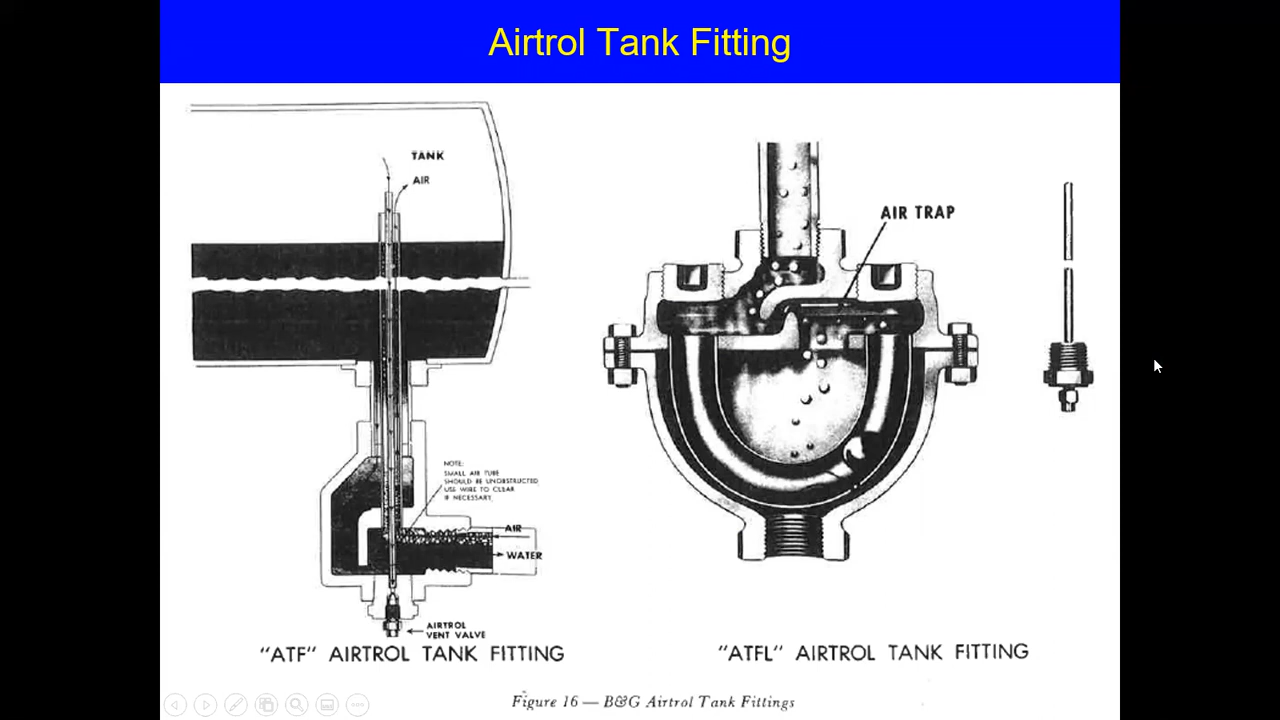 Airtrol Tank Fitting
TANK
AIR
NOTE:
SMALL AIR TUBE
SHOULD BE UNOBSTRUCTED
USE WIRE TO CLEAR
IF NECESSARY.
AIR
WATER
AIRTROL
VENT VALVE
"ATF" AIRTROL TANK FITTING
AIR TRAP
"ATFL" AIRTROL TANK FITTING
Figure 16 — B&G Airtrol Tank Fittings